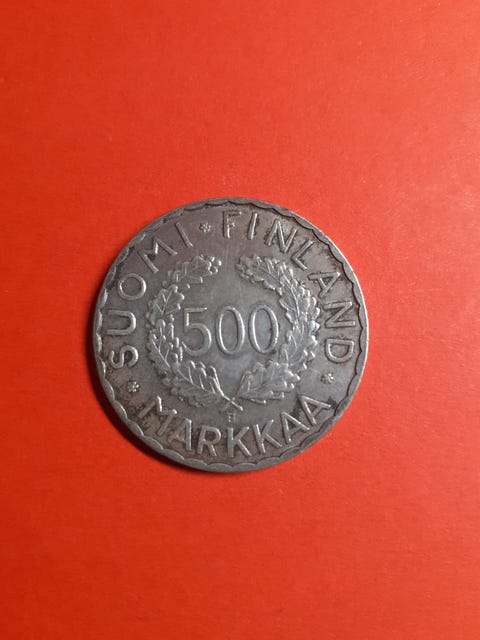 SUOMI * FINLAND *
500
H
* MARKKAA